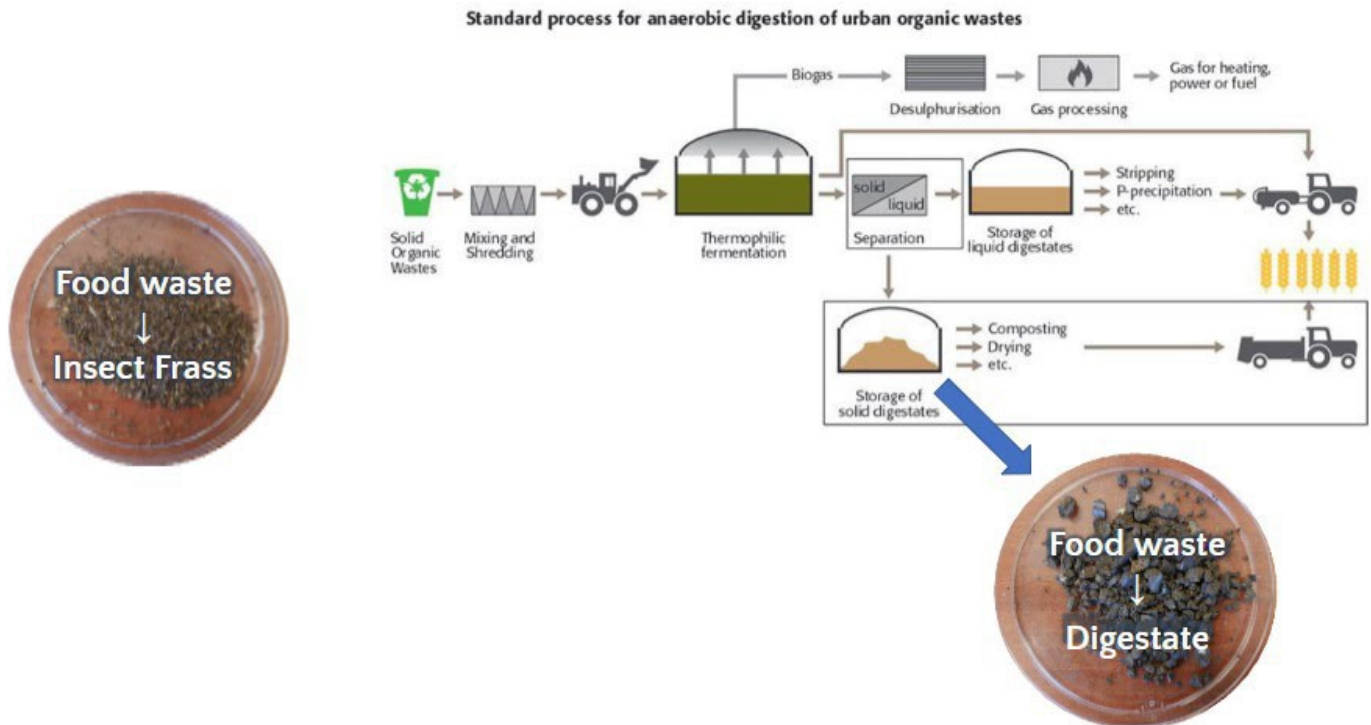 Standard process for anaerobic digestion of urban organic wastes
Biogas
Desulphurisation
Gas processing
Gas for heating,
power or fuel
Solid
Organic
Wastes
Mixing and
Shredding
Thermophilic
fermentation
solid
liquid
Separation
Storage of
liquid digestates
Stripping
P-precipitation
etc.
Storage of
solid digestates
Composting
Drying
etc.
Food waste
↓
Insect Frass
Food waste
↓
Digestate